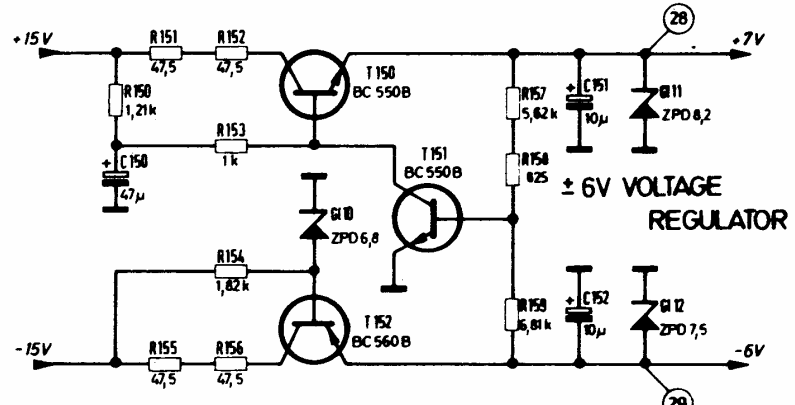 28
+15V
R151
47,5
R152
47,5
T150
BC 550B
+7V
R150
1,21k
R153
1k
+
C150
47µ
T151
BC 550B
R157
5,62k
R158
825
+
C151
10µ
Gl11
ZPD 8,2
± 6V VOLTAGE
REGULATOR
Gl10
ZPD 6,8
R154
1,82k
T152
BC 560B
R159
6,81k
+
C152
10µ
Gl12
ZPD 7,5
-15V
R155
47,5
R156
47,5
-6V
29